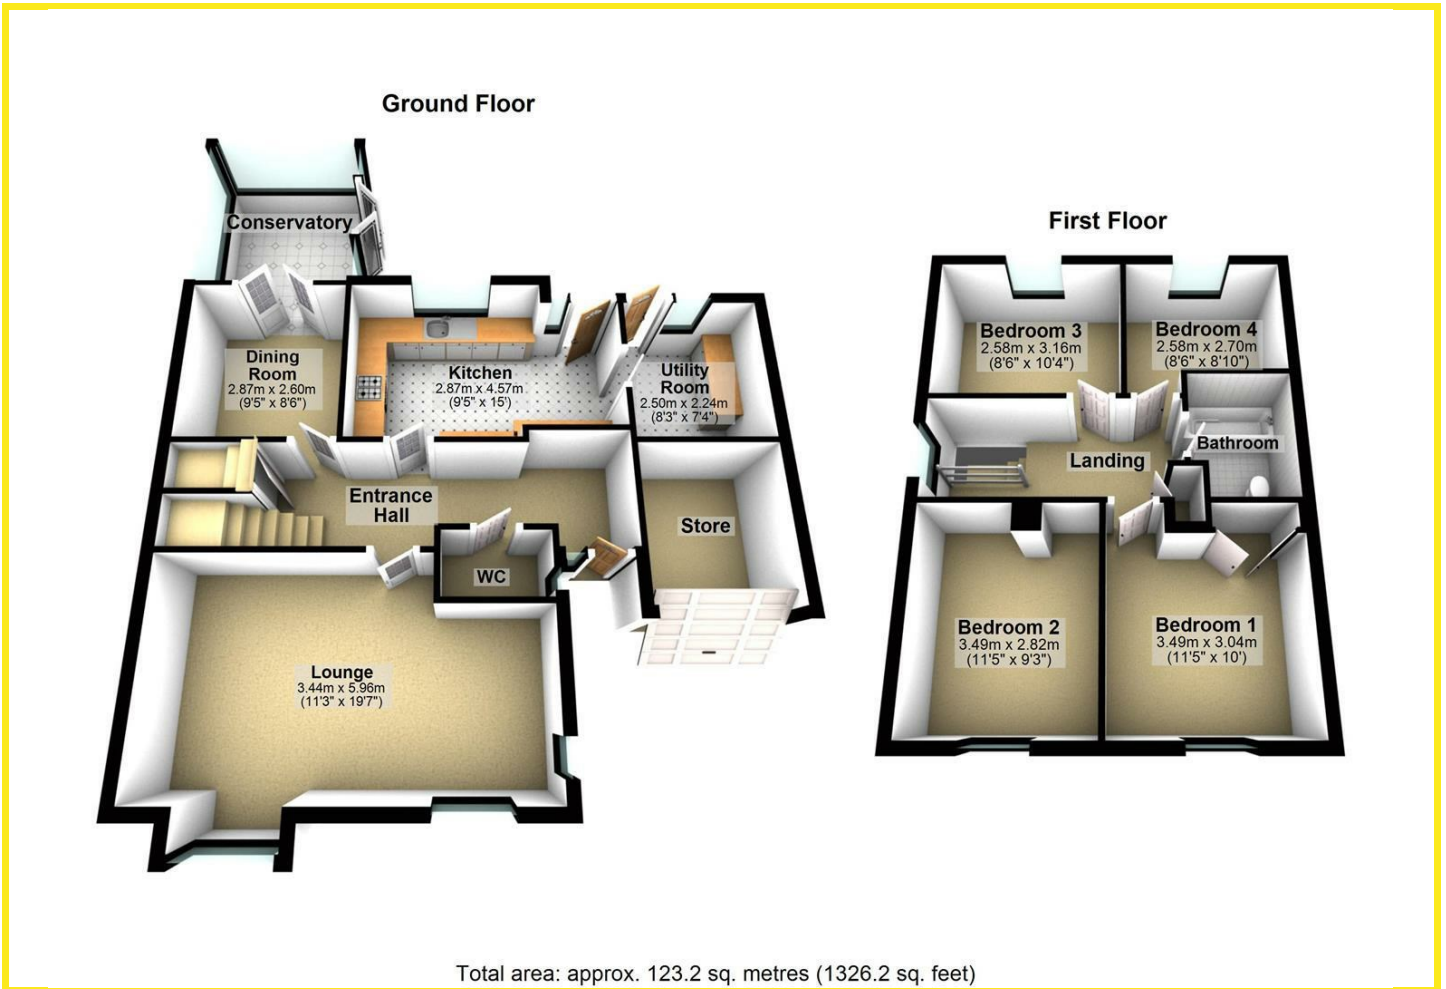 Ground Floor
Conservatory
Dining
Room
2.87m x 2.60m
(9'5" x 8'6")
Kitchen
2.87m x 4.57m
(9'5" x 15')
Utility
Room
2.50m x 2.24m
(8'3" x 7'4")
Entrance
Hall
Store
WC
Lounge
3.44m x 5.96m
(11'3" x 19'7")
First Floor
Bedroom 3
2.58m x 3.16m
(8'6" x 10'4")
Bedroom 4
2.58m x 2.70m
(8'6" x 8'10")
Bathroom
Landing
Bedroom 2
3.49m x 2.82m
(11'5" x 9'3")
Bedroom 1
3.49m x 3.04m
(11'5" x 10')
Total area: approx. 123.2 sq. metres (1326.2 sq. feet)